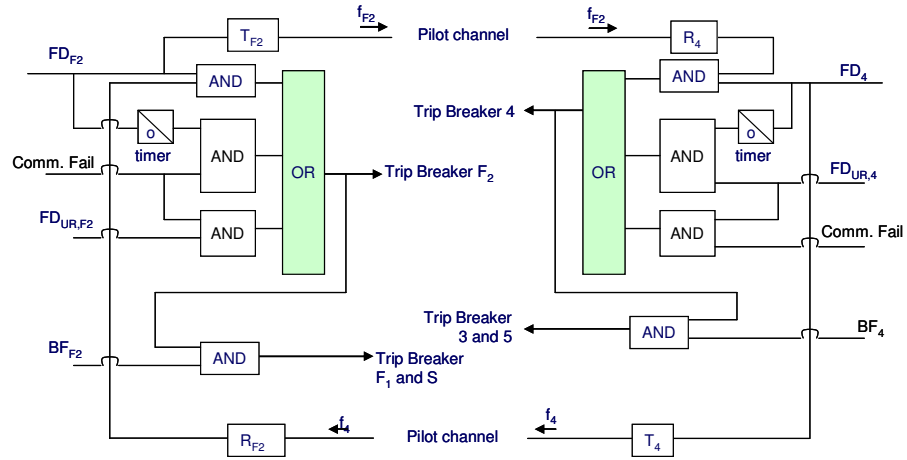 f_F2
f_F2
T_F2
Pilot channel
R_4
FD_F2
AND
AND
FD_4
Trip Breaker 4
o
timer
AND
AND
o
timer
Comm. Fail
OR
Trip Breaker F_2
OR
FD_UR,4
FD_UR,F2
AND
AND
Comm. Fail
Trip Breaker
3 and 5
AND
BF_4
BF_F2
AND
Trip Breaker
F_1 and S
f_4
f_4
R_F2
Pilot channel
T_4